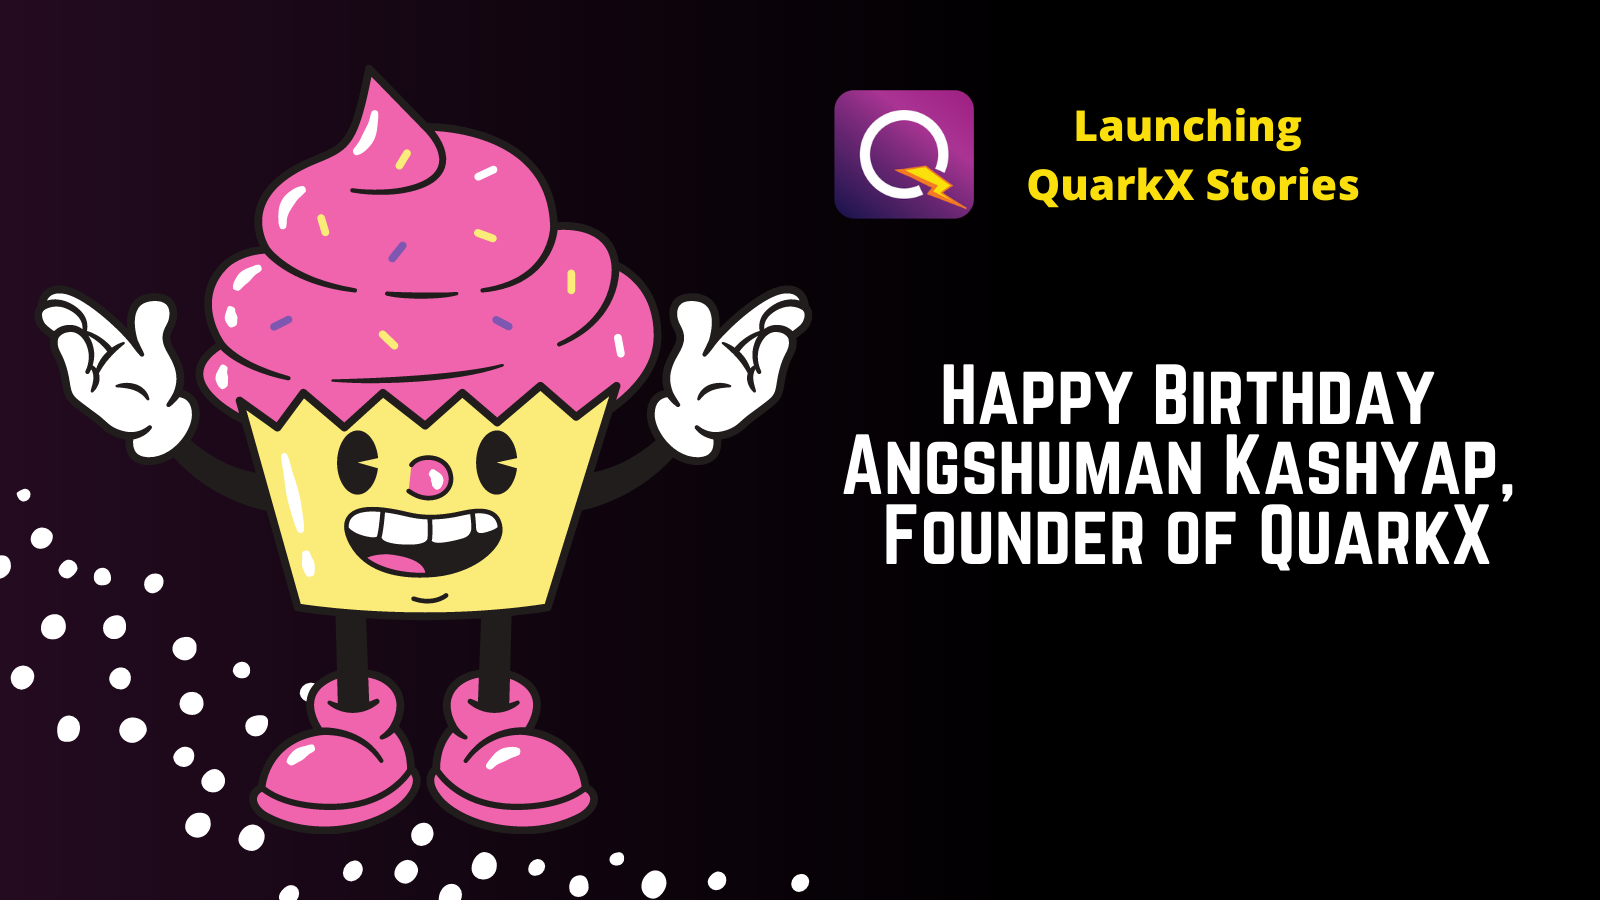 Launching
QuarkX Stories
Happy Birthday
Angshuman Kashyap,
Founder of QuarkX